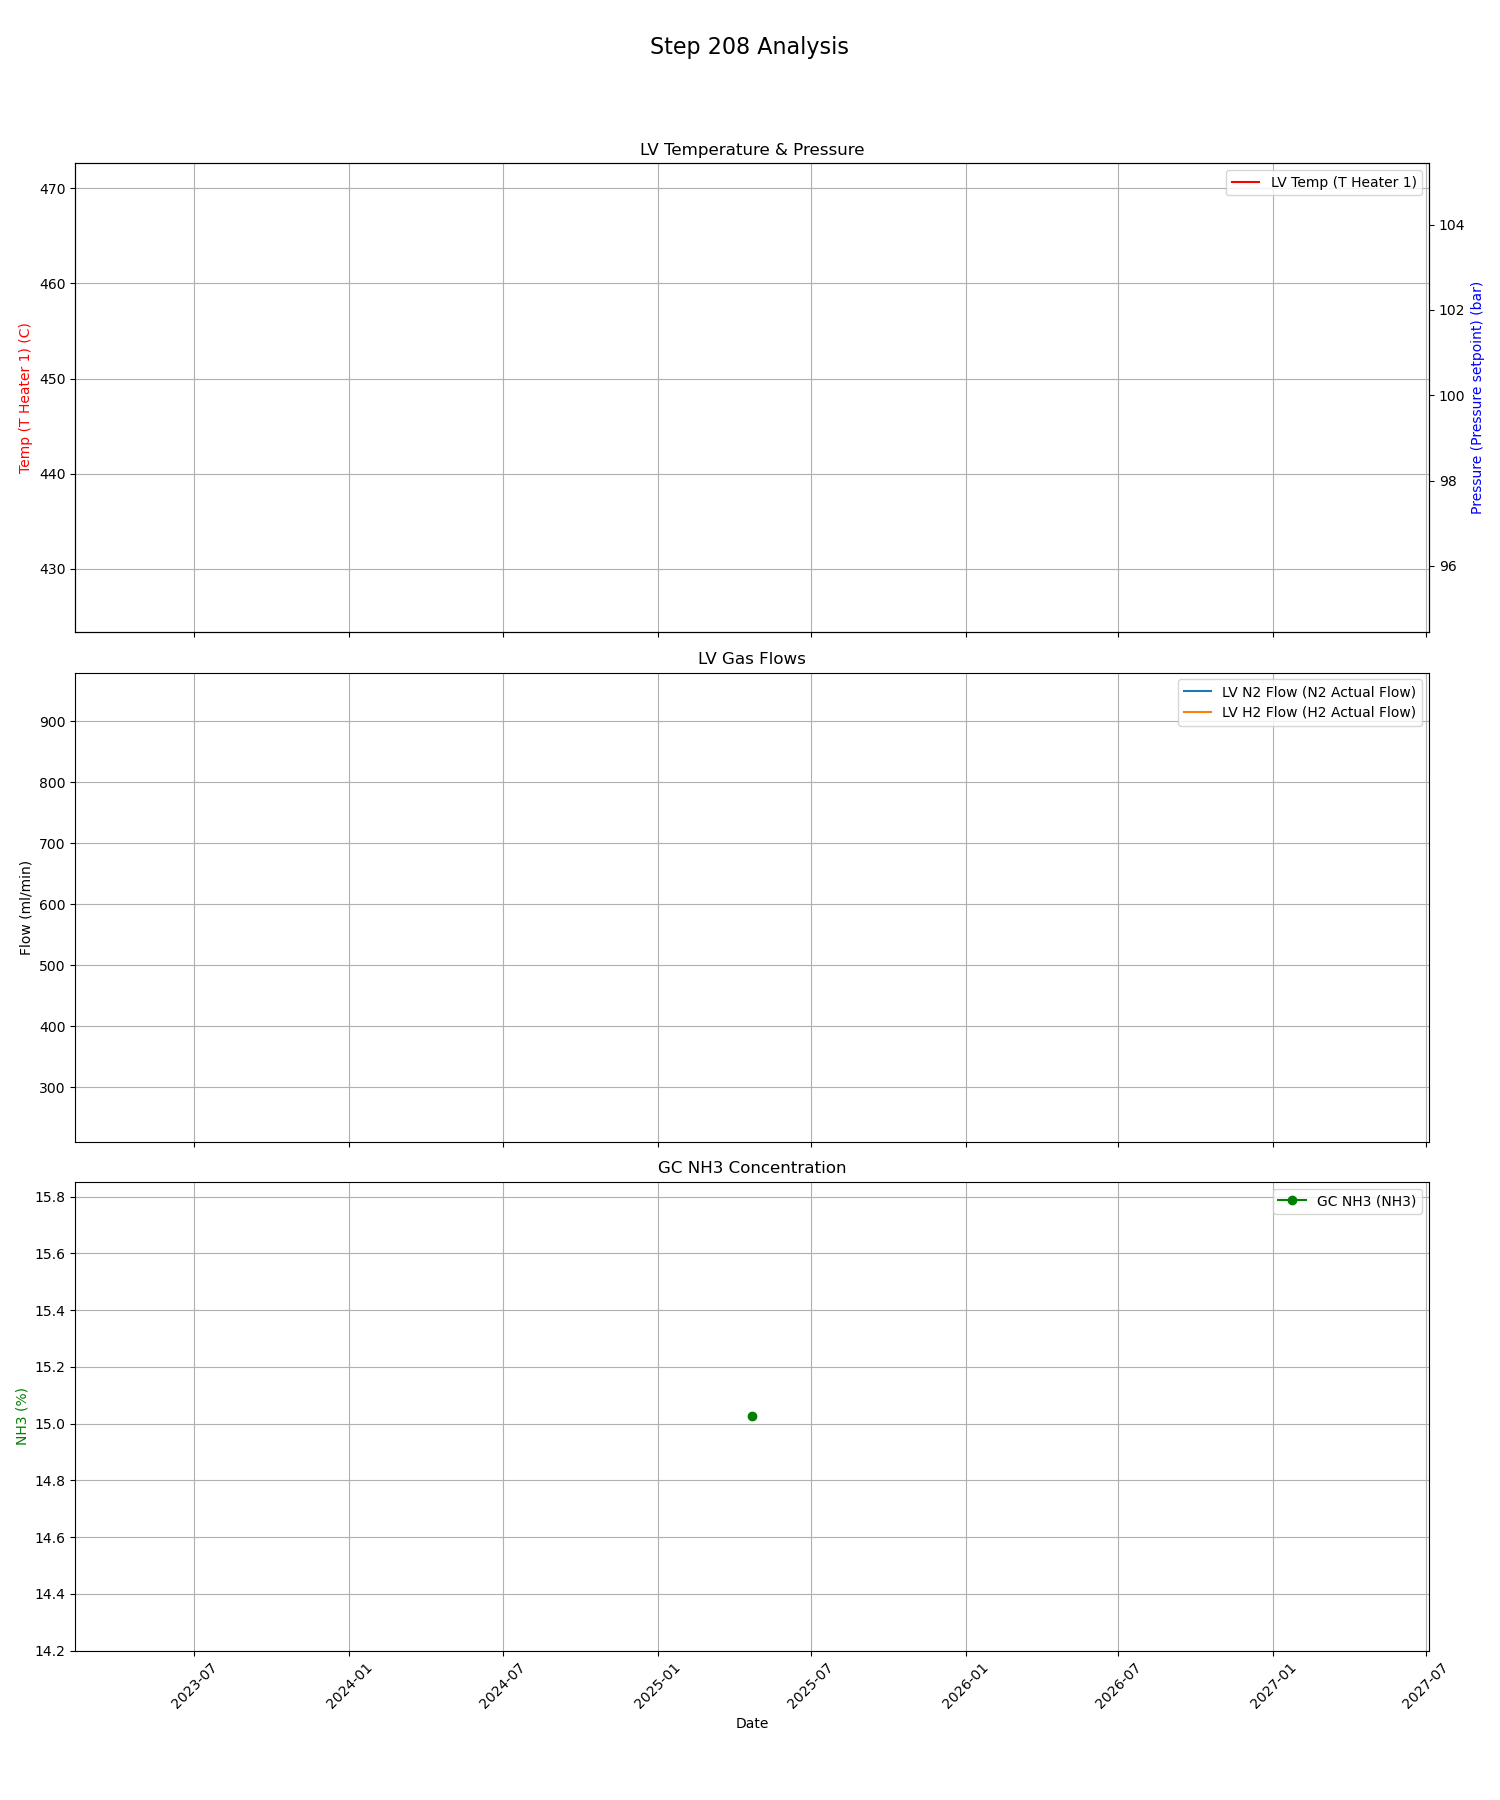 Step 208 Analysis
LV Temperature & Pressure
LV Temp (T Heater 1)
470
460
450
440
430
Temp (T Heater 1) (C)
104
102
100
98
96
Pressure (Pressure setpoint) (bar)
LV Gas Flows
LV N2 Flow (N2 Actual Flow)
LV H2 Flow (H2 Actual Flow)
900
800
700
600
500
400
300
Flow (ml/min)
GC NH3 Concentration
GC NH3 (NH3)
15.8
15.6
15.4
15.2
15.0
14.8
14.6
14.4
14.2
NH3 (%)
2023-07
2024-01
2024-07
2025-01
2025-07
2026-01
2026-07
2027-01
2027-07
Date